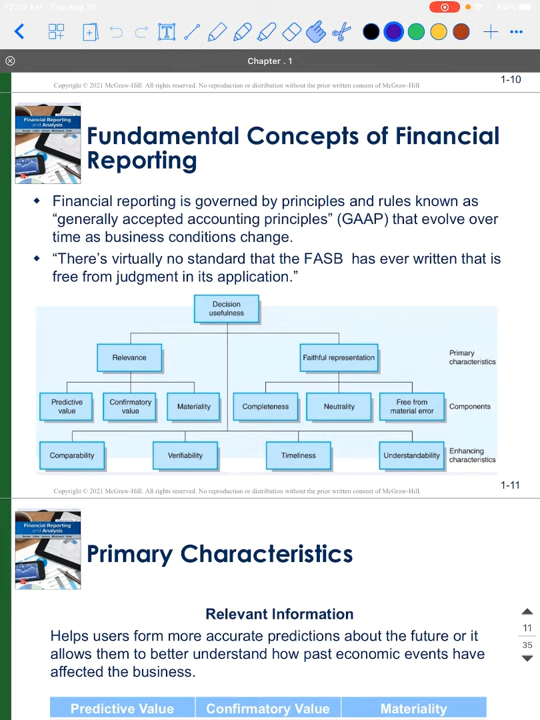 Chapter . 1
Copyright © 2021 McGraw-Hill. All rights reserved. No reproduction or distribution without the prior written consent of McGraw-Hill.
1-10
Financial Reporting
and Analysis
Fundamental Concepts of Financial
Reporting
Financial reporting is governed by principles and rules known as
“generally accepted accounting principles” (GAAP) that evolve over
time as business conditions change.
“There’s virtually no standard that the FASB has ever written that is
free from judgment in its application.”
Decision
usefulness
Relevance
Faithful representation
Primary
characteristics
Predictive
value
Confirmatory
value
Materiality
Completeness
Neutrality
Free from
material error
Components
Comparability
Verifiability
Timeliness
Understandability
Enhancing
characteristics
Copyright © 2021 McGraw-Hill. All rights reserved. No reproduction or distribution without the prior written consent of McGraw-Hill.
1-11
Financial Reporting
and Analysis
Primary Characteristics
Relevant Information
Helps users form more accurate predictions about the future or it
allows them to better understand how past economic events have
affected the business.
11
35
Predictive Value Confirmatory Value Materiality